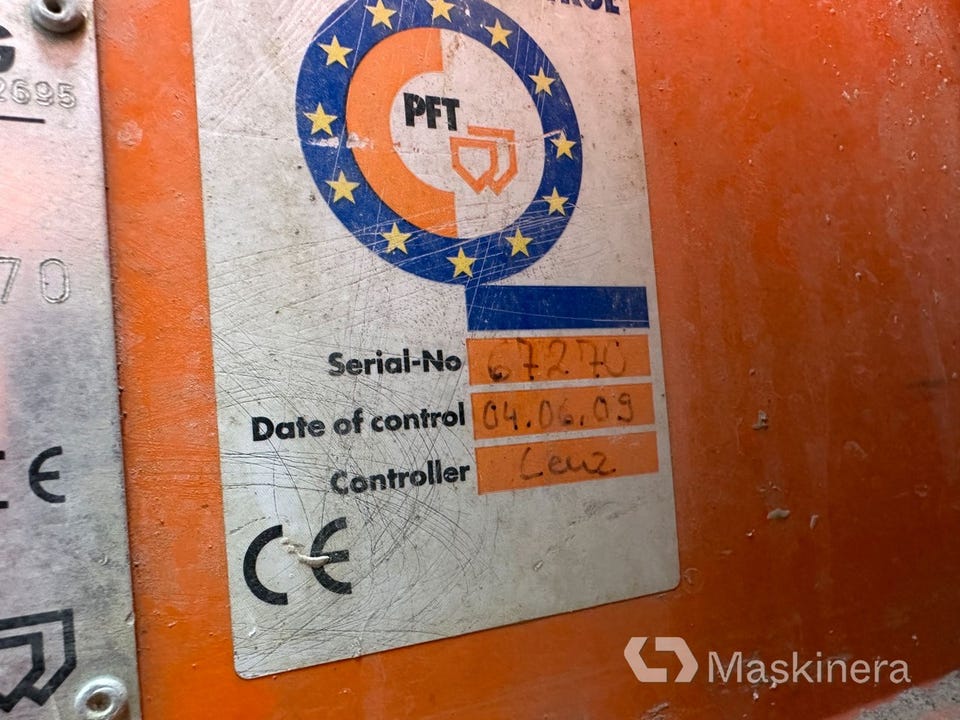 2695
70
CE
PFT
Serial-No 67270
Date of control 04.06.09
Controller Lenz
CE
Maskinera